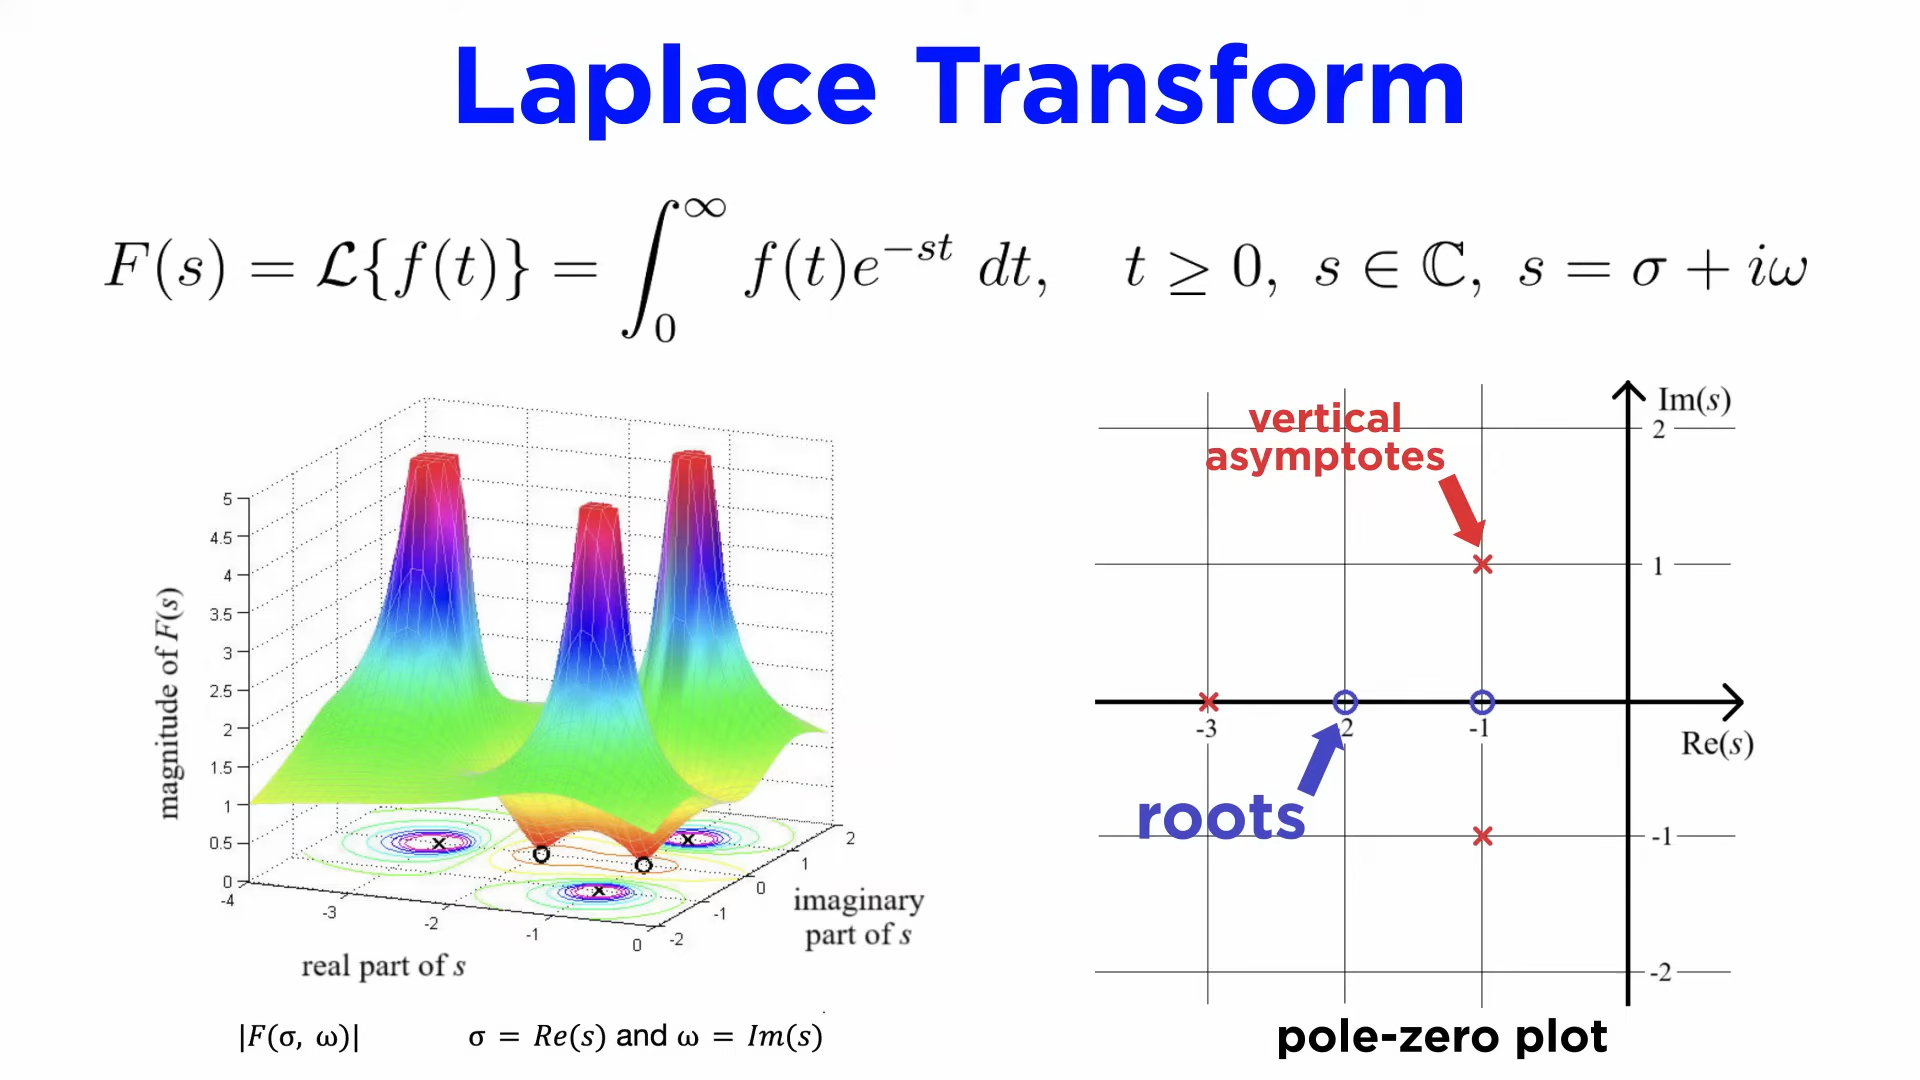 Laplace Transform
F(s) = ℒ{f(t)} = ∫₀^∞ f(t)e^{−st} dt, t ≥ 0, s ∈ ℂ, s = σ + iω
magnitude of F(s)
5
4.5
4
3.5
3
2.5
2
1.5
1
0.5
0
-4
-3
-2
-1
0
-2
-1
0
1
2
real part of s
imaginary
part of s
|F(σ, ω)| σ = Re(s) and ω = Im(s)
Im(s)
vertical
asymptotes
2
1
-3
2
-1
Re(s)
roots
-1
-2
pole-zero plot